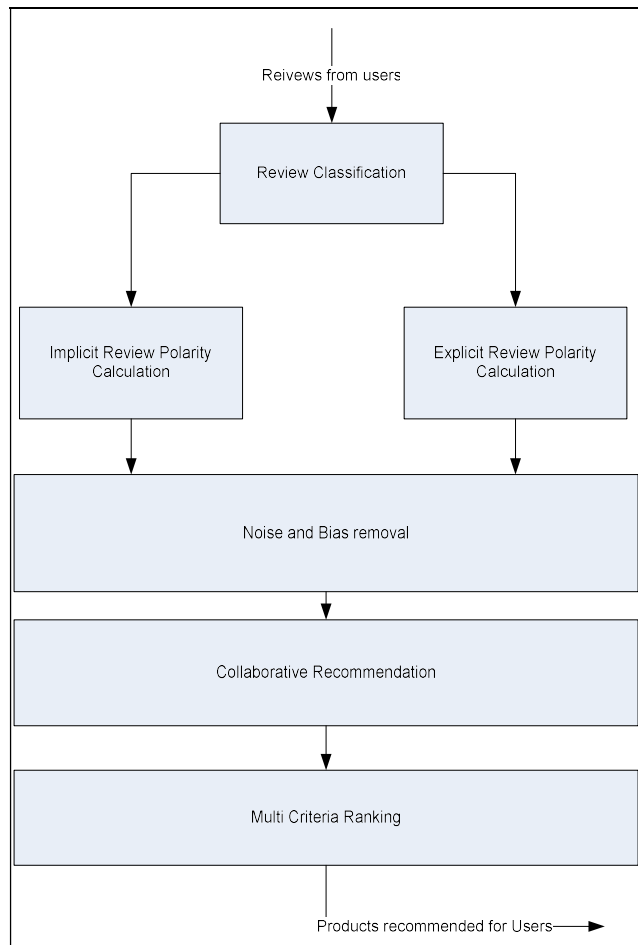 Reivews from users
Review Classification
Implicit Review Polarity
Calculation
Explicit Review Polarity
Calculation
Noise and Bias removal
Collaborative Recommendation
Multi Criteria Ranking
Products recommended for Users